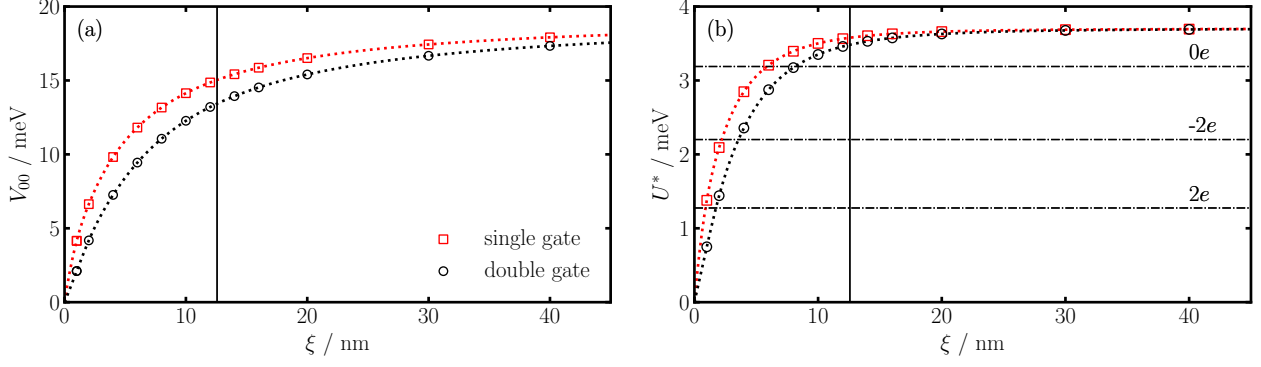 (a)
V₀₀ / meV
20
15
10
5
0
0 10 20 30 40
ξ / nm
single gate
double gate
(b)
U* / meV
4
3
2
1
0
0 10 20 30 40
ξ / nm
0e
-2e
2e